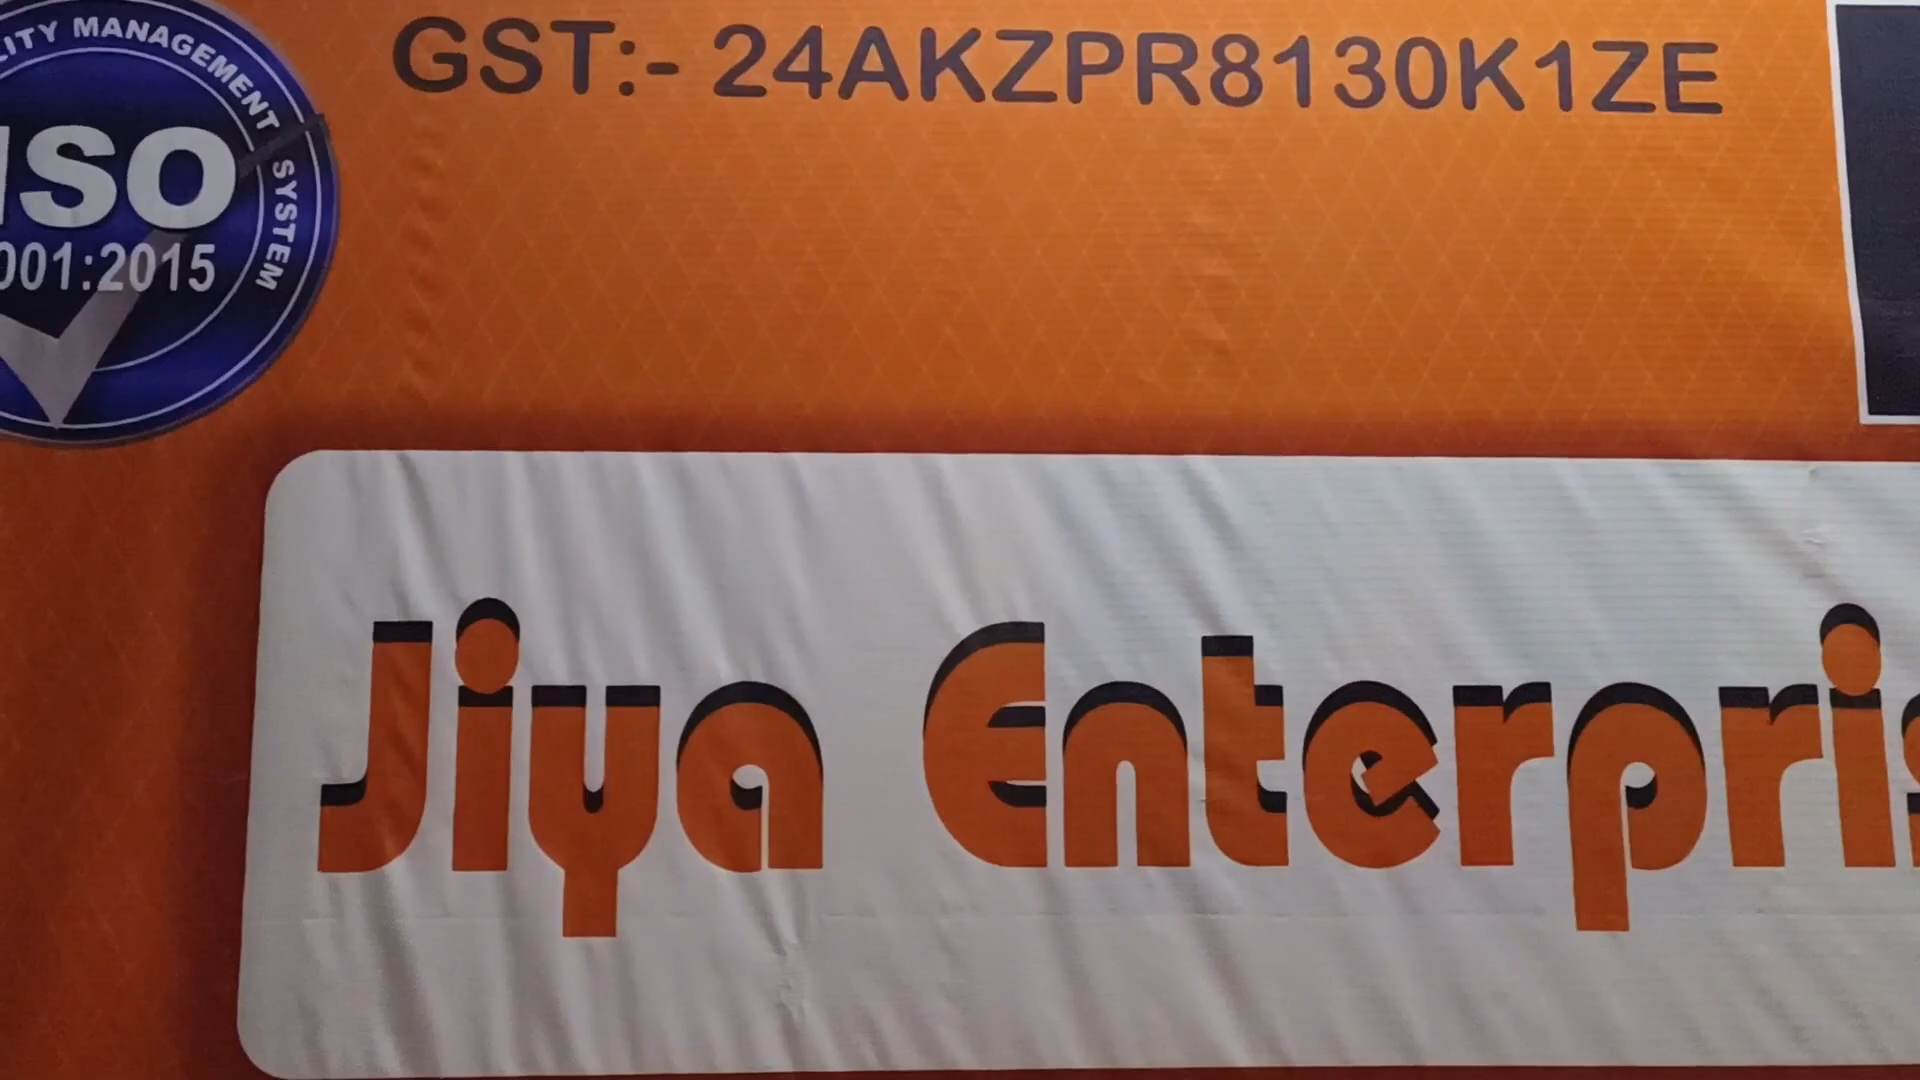 GST:- 24AKZPR8130K1ZE
ITY MANAGEMENT SYSTEM
ISO
001:2015
Jiya Enterpris